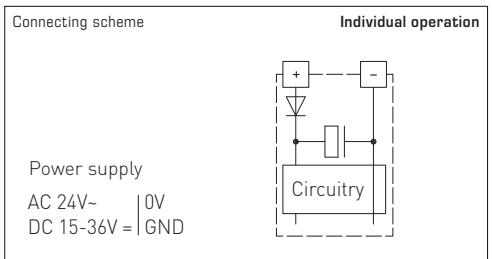 Connecting scheme
Individual operation
+
−
Circuitry
Power supply
AC 24V~ | 0V
DC 15-36V = | GND